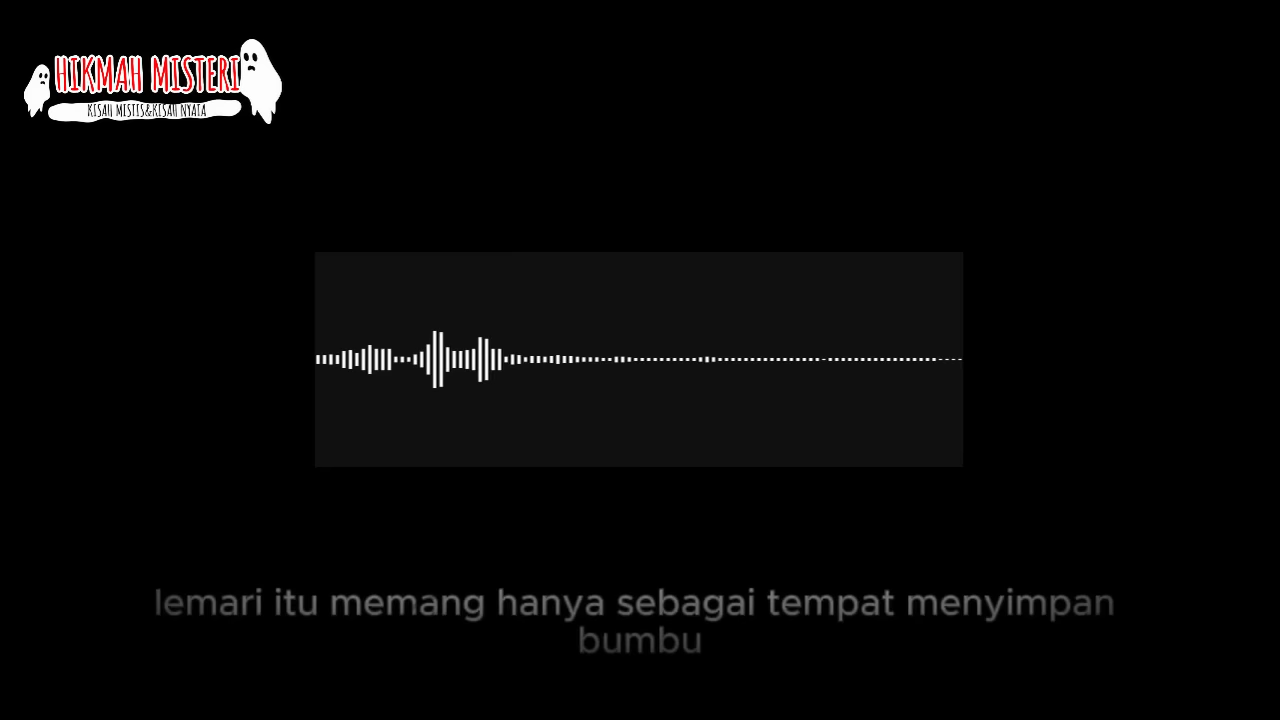 HIKMAH MISTERI
KISAH MISTIS&KISAH NYATA
lemari itu memang hanya sebagai tempat menyimpan
bumbu